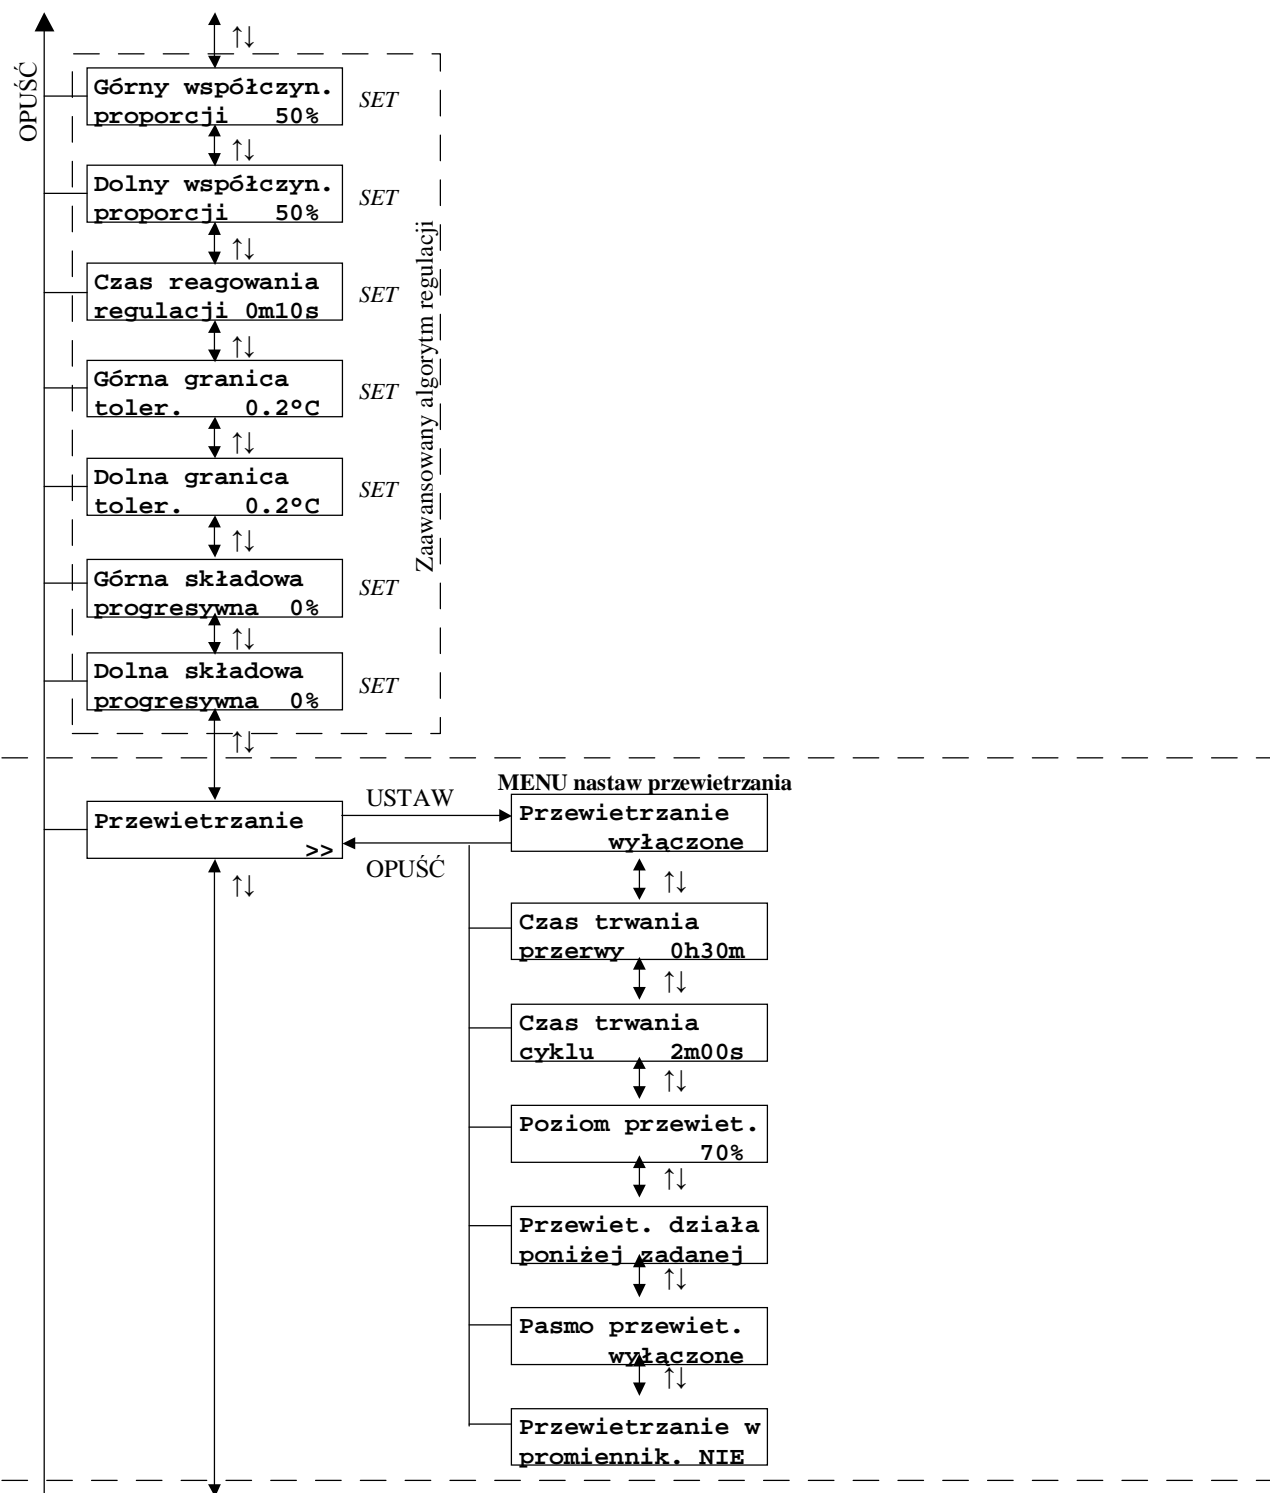 OPUŚĆ
↑↓
Górny współczyn.
proporcji 50%
SET
↑↓
Dolny współczyn.
proporcji 50%
SET
↑↓
Czas reagowania
regulacji 0m10s
SET
↑↓
Górna granica
toler. 0.2°C
SET
↑↓
Dolna granica
toler. 0.2°C
SET
↑↓
Górna składowa
progresywna 0%
SET
↑↓
Dolna składowa
progresywna 0%
SET
↑↓
Zaawansowany algorytm regulacji
Przewietrzanie
>>
↑↓
USTAW
OPUŚĆ
MENU nastaw przewietrzania
Przewietrzanie
wyłączone
↑↓
Czas trwania
przerwy 0h30m
↑↓
Czas trwania
cyklu 2m00s
↑↓
Poziom przewiet.
70%
↑↓
Przewiet. działa
poniżej zadanej
↑↓
Pasmo przewiet.
wyłączone
↑↓
Przewietrzanie w
promiennik. NIE